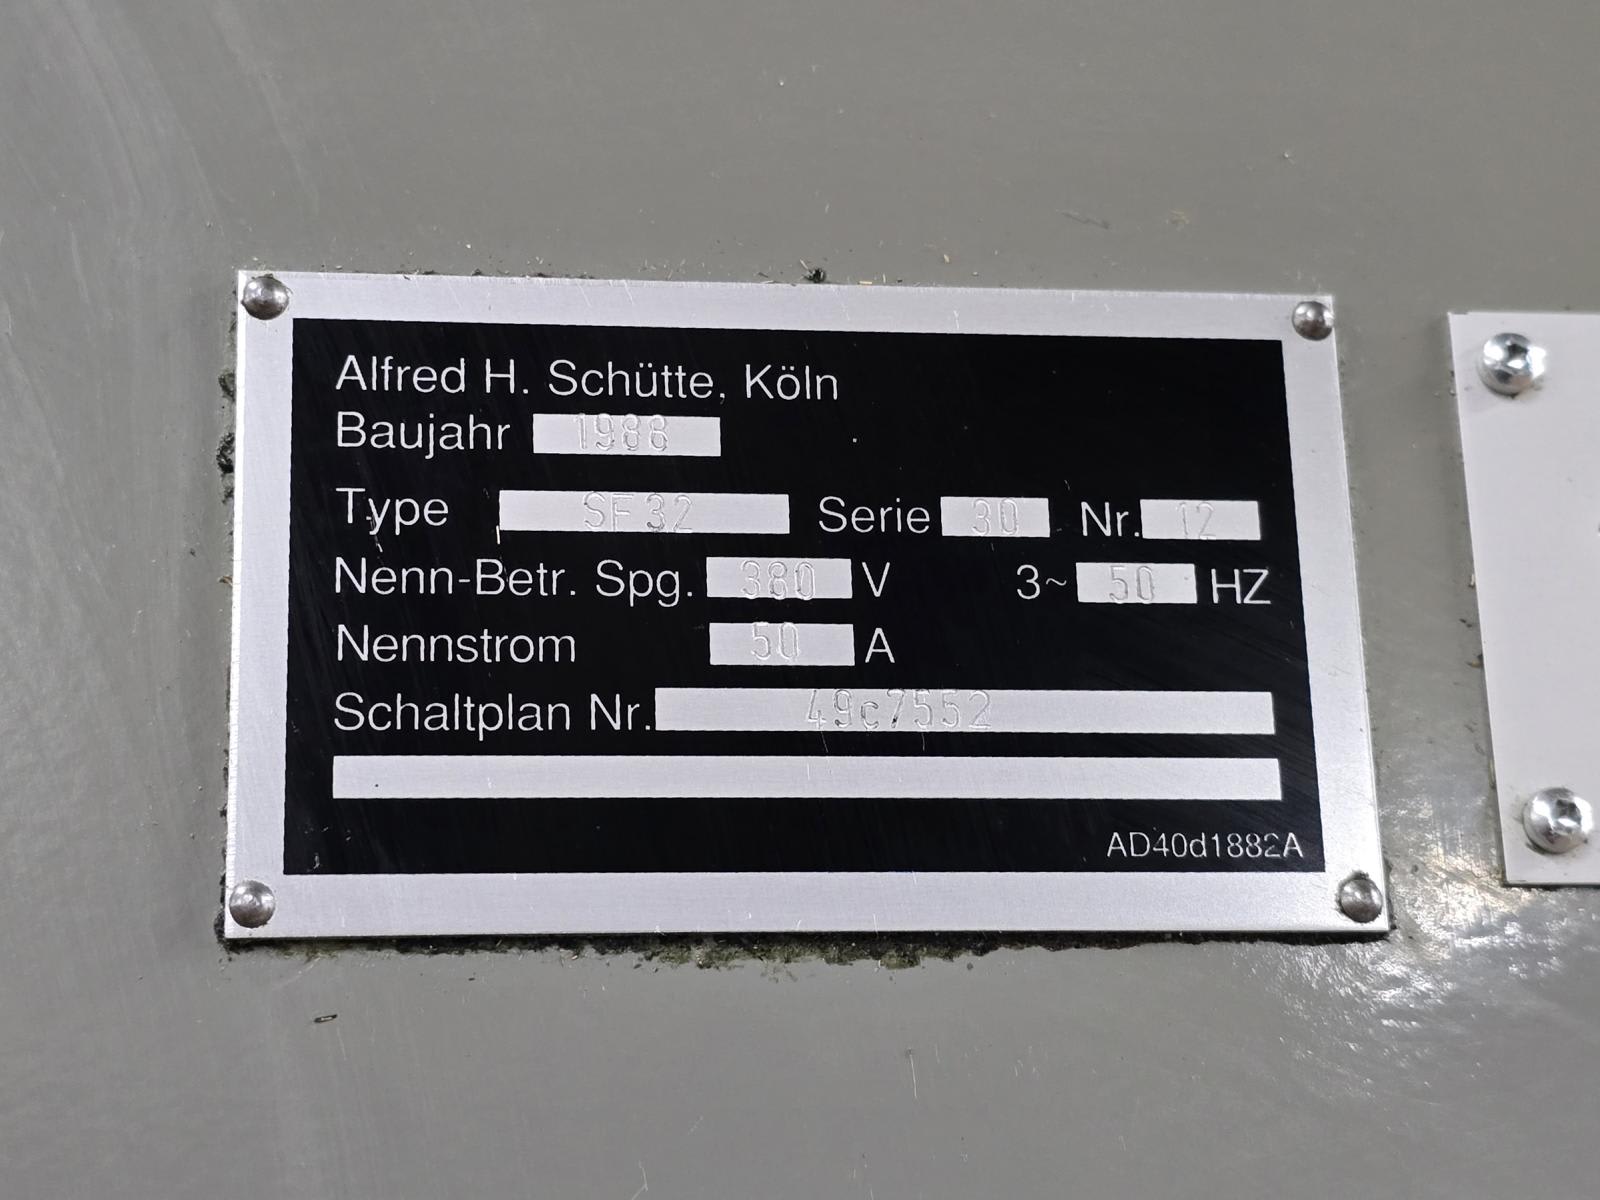 Alfred H. Schütte, Köln
Baujahr 1988
Type SF32 Serie 30 Nr. 12
Nenn-Betr. Spg. 380 V 3~ 50 HZ
Nennstrom 50 A
Schaltplan Nr. 49c7552
AD40d1882A